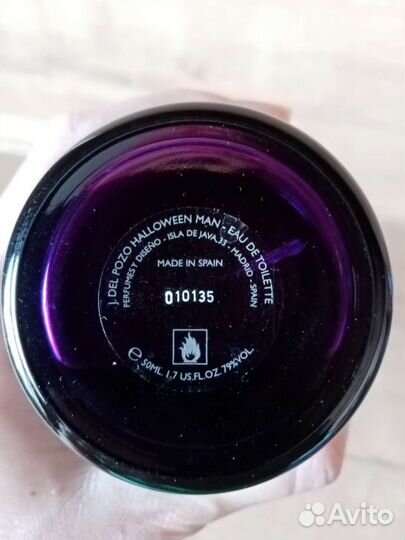 J. DEL POZO HALLOWEEN MAN - EAU DE TOILETTE
PERFUMES Y DISEÑO - ISLA DE JAVA, 33 - MADRID - SPAIN
MADE IN SPAIN
010135
℮ 50ML. 1.7 US.FL.OZ. 79%VOL.
Avito